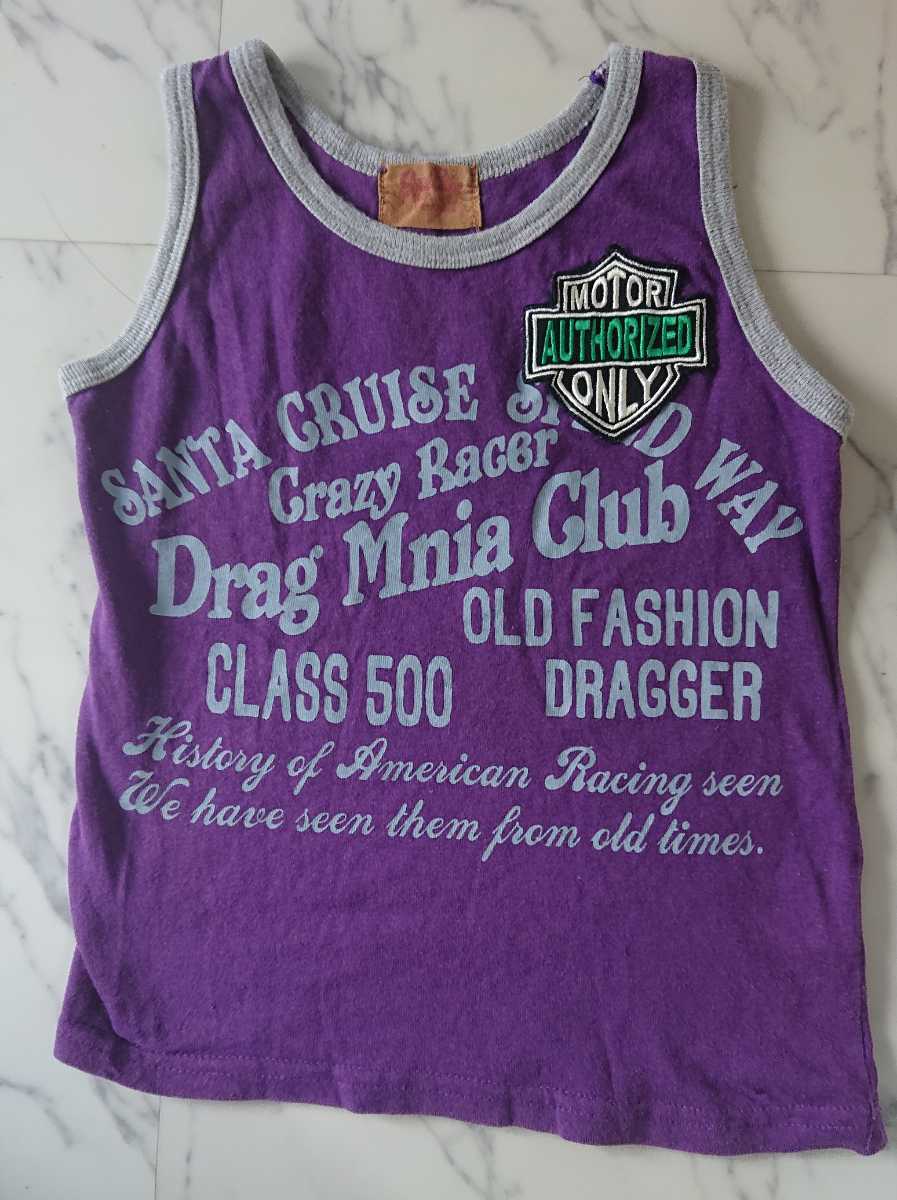 MOTOR
AUTHORIZED
ONLY
SANTA CRUISE WAY
Crazy Racer
Drag Mnia Club
OLD FASHION
CLASS 500 DRAGGER
History of American Racing seen
We have seen them from old times.